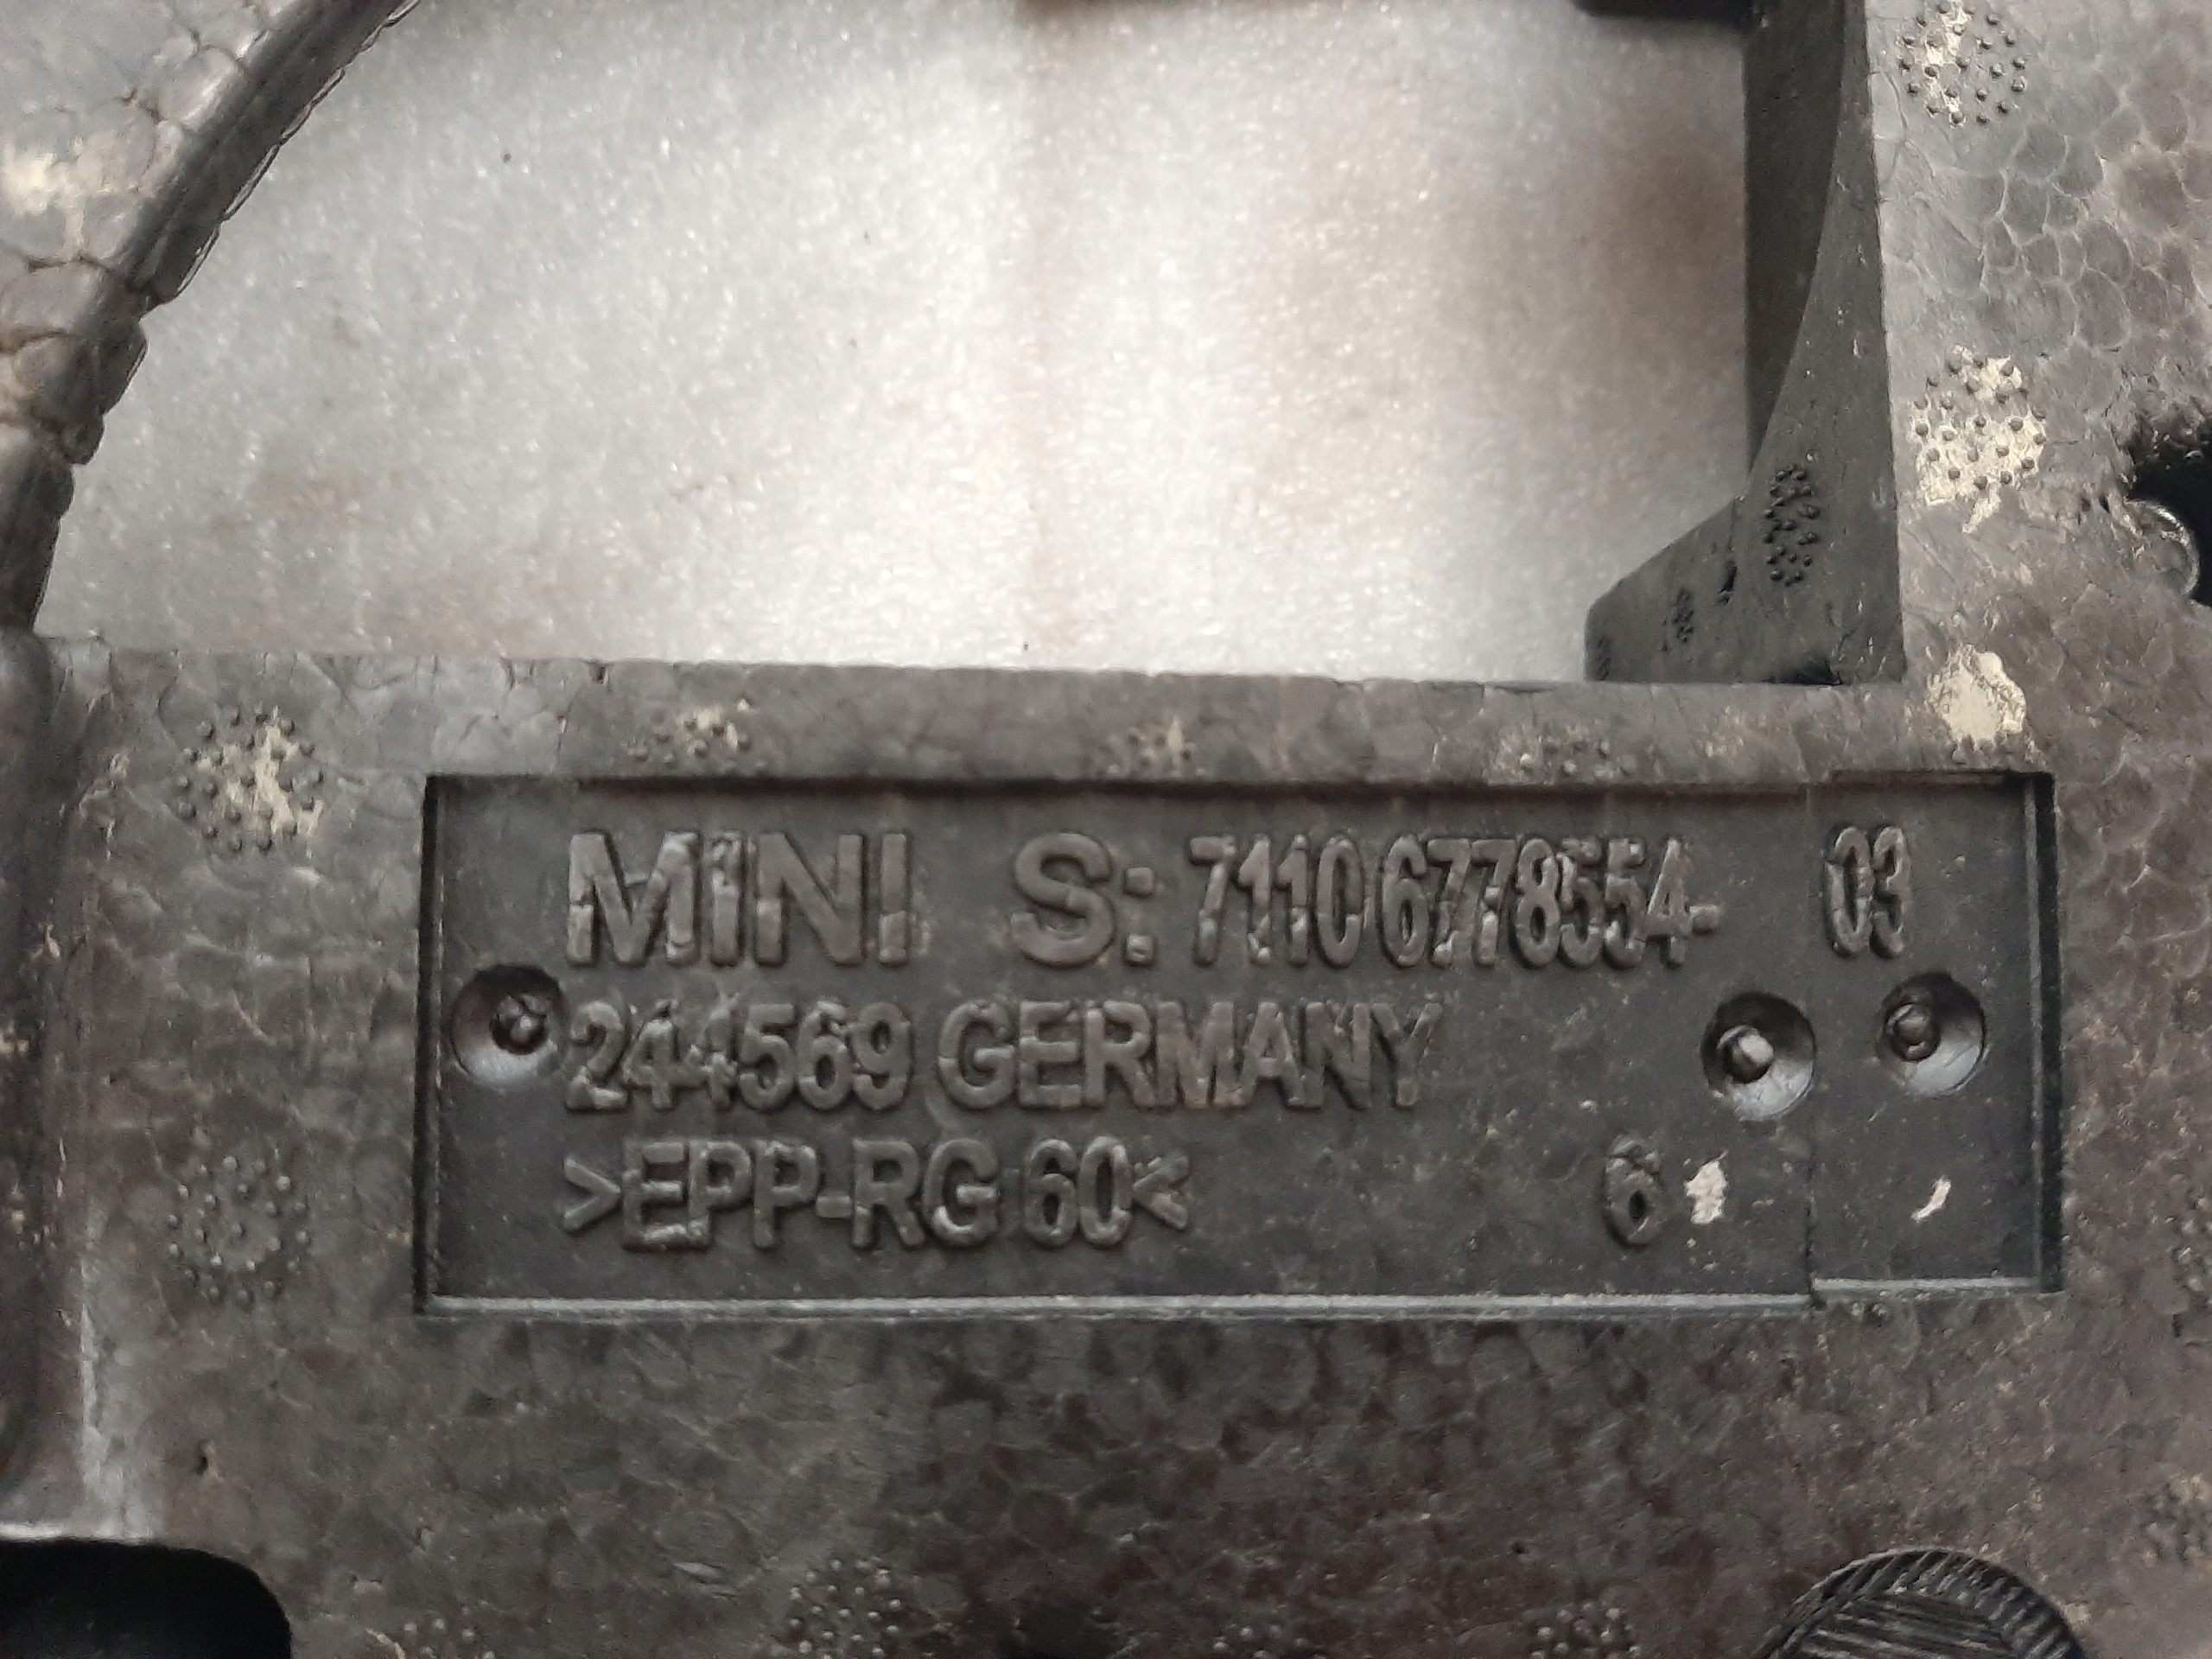 MINI S: 7110 6778554- 03
244569 GERMANY
>EPP-RG 60< 6